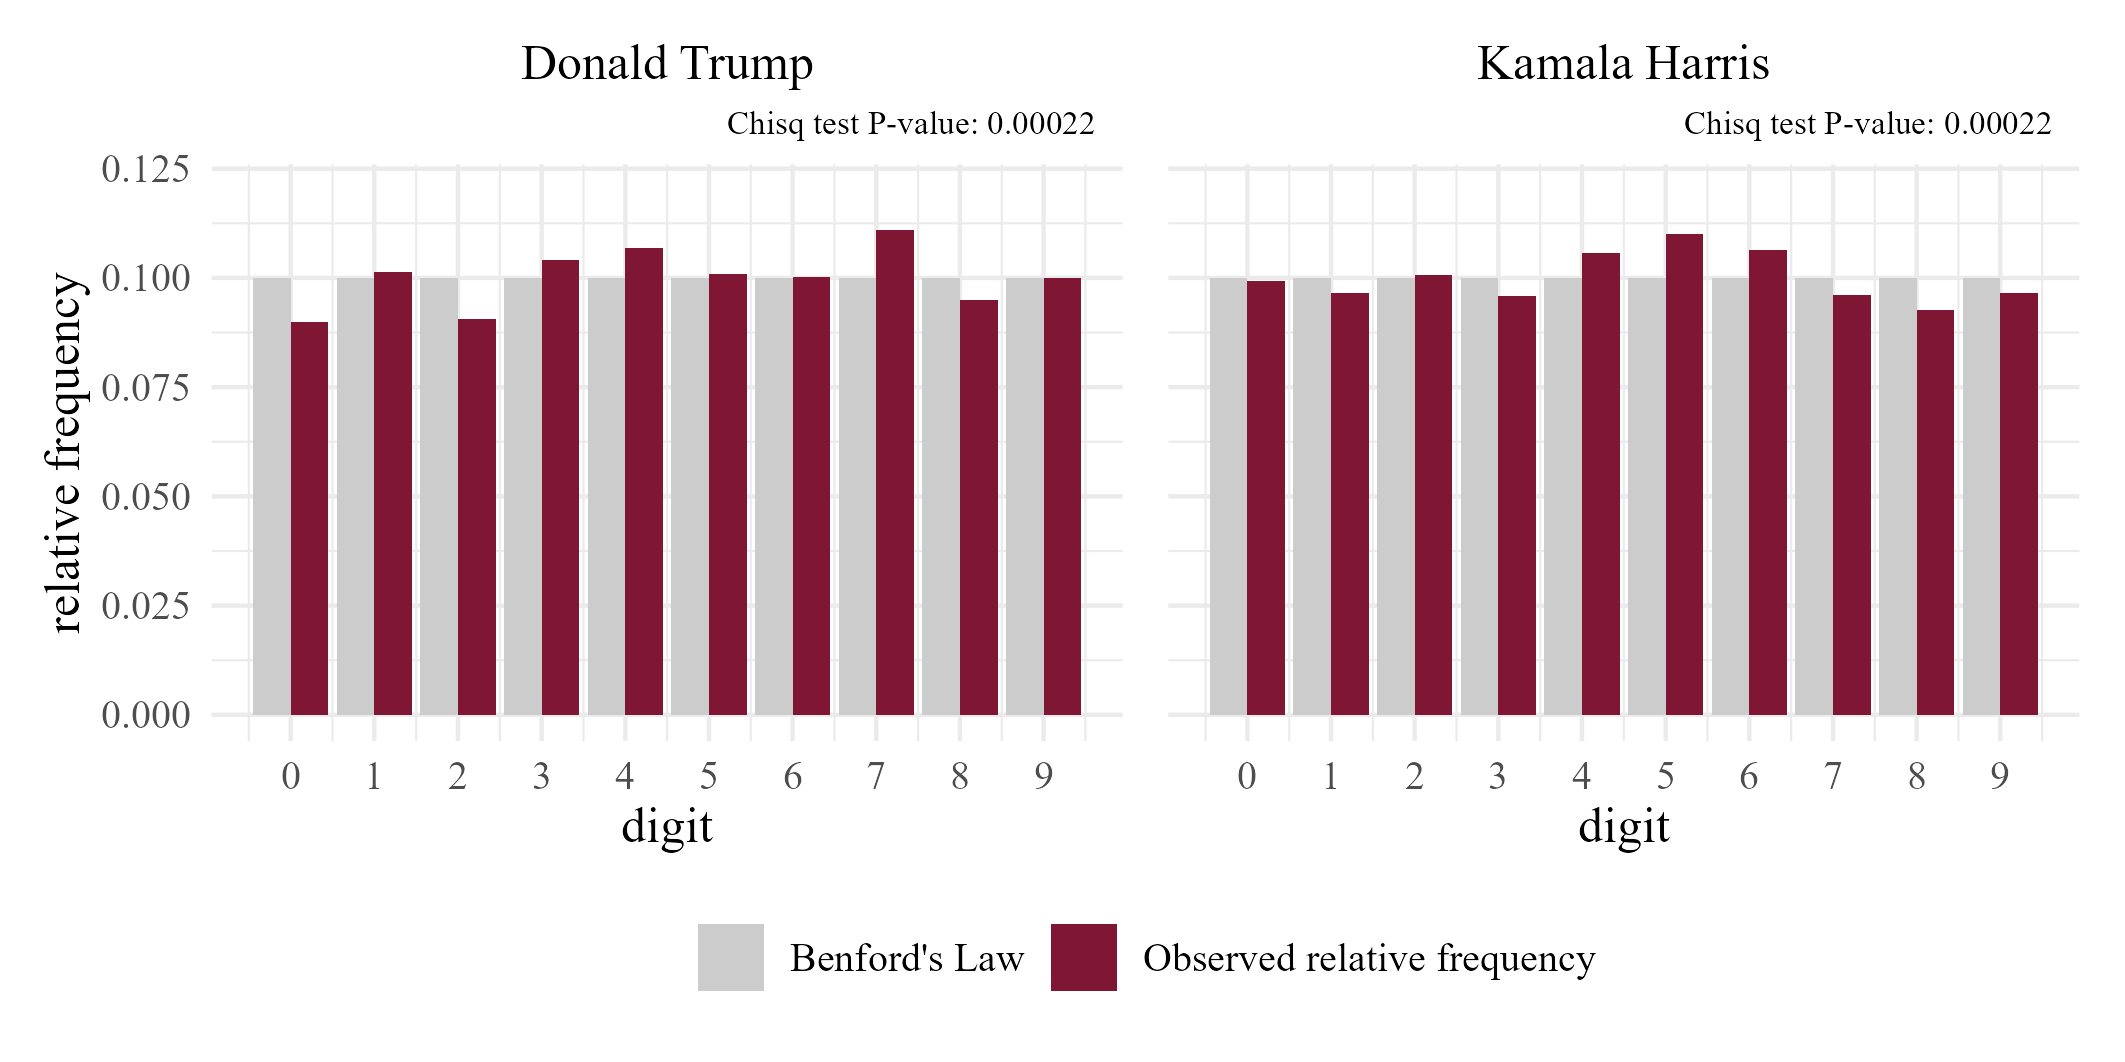 Donald Trump
Kamala Harris
Chisq test P-value: 0.00022
Chisq test P-value: 0.00022
relative frequency
0.125
0.100
0.075
0.050
0.025
0.000
0 1 2 3 4 5 6 7 8 9
0 1 2 3 4 5 6 7 8 9
digit
digit
Benford's Law
Observed relative frequency